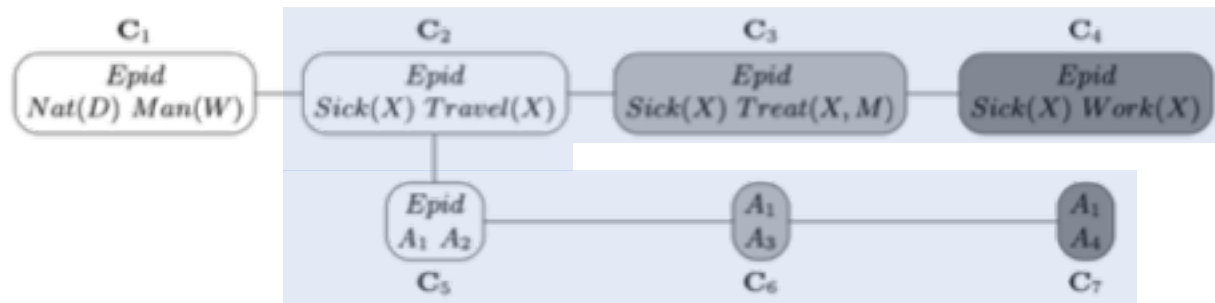 C₁ C₂ C₃ C₄
Epid Epid Epid Epid
Nat(D) Man(W) Sick(X) Travel(X) Sick(X) Treat(X, M) Sick(X) Work(X)
Epid A₁ A₁
A₁ A₂ A₃ A₄
C₅ C₆ C₇